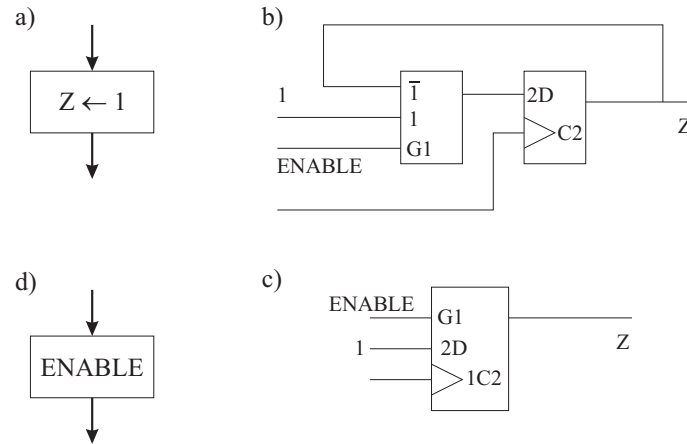 a)
Z ← 1
b)
1
ENABLE
1̅
1
G1
2D
C2
Z
d)
ENABLE
c)
ENABLE
1
G1
2D
1C2
Z